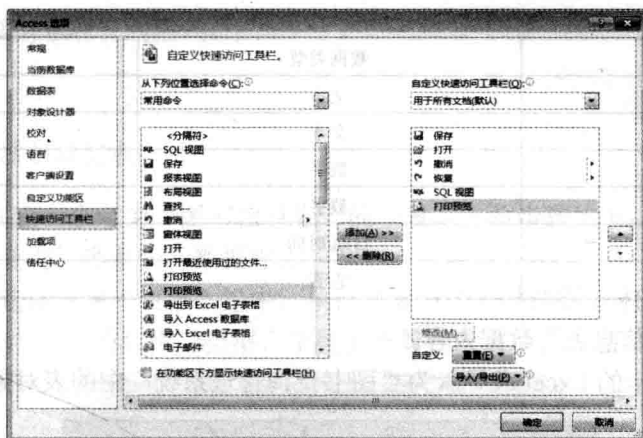 Access 选项
常规
当前数据库
数据表
对象设计器
校对
语言
客户端设置
自定义功能区
快速访问工具栏
加载项
信任中心
自定义快速访问工具栏。
从下列位置选择命令(C):
常用命令
<分隔符>
SQL 视图
保存
报表视图
布局视图
查找...
撤消
窗体视图
打开
打开最近使用过的文件...
打印预览
打印预览
导出到 Excel 电子表格
导入 Access 数据库
导入 Excel 电子表格
电子邮件
在功能区下方显示快速访问工具栏(H)
添加(A) >>
<< 删除(R)
自定义快速访问工具栏(Q):
用于所有文档(默认)
保存
打开
撤消
恢复
SQL 视图
打印预览
修改(M)...
自定义:
重置(E)
导入/导出(P)
确定
取消